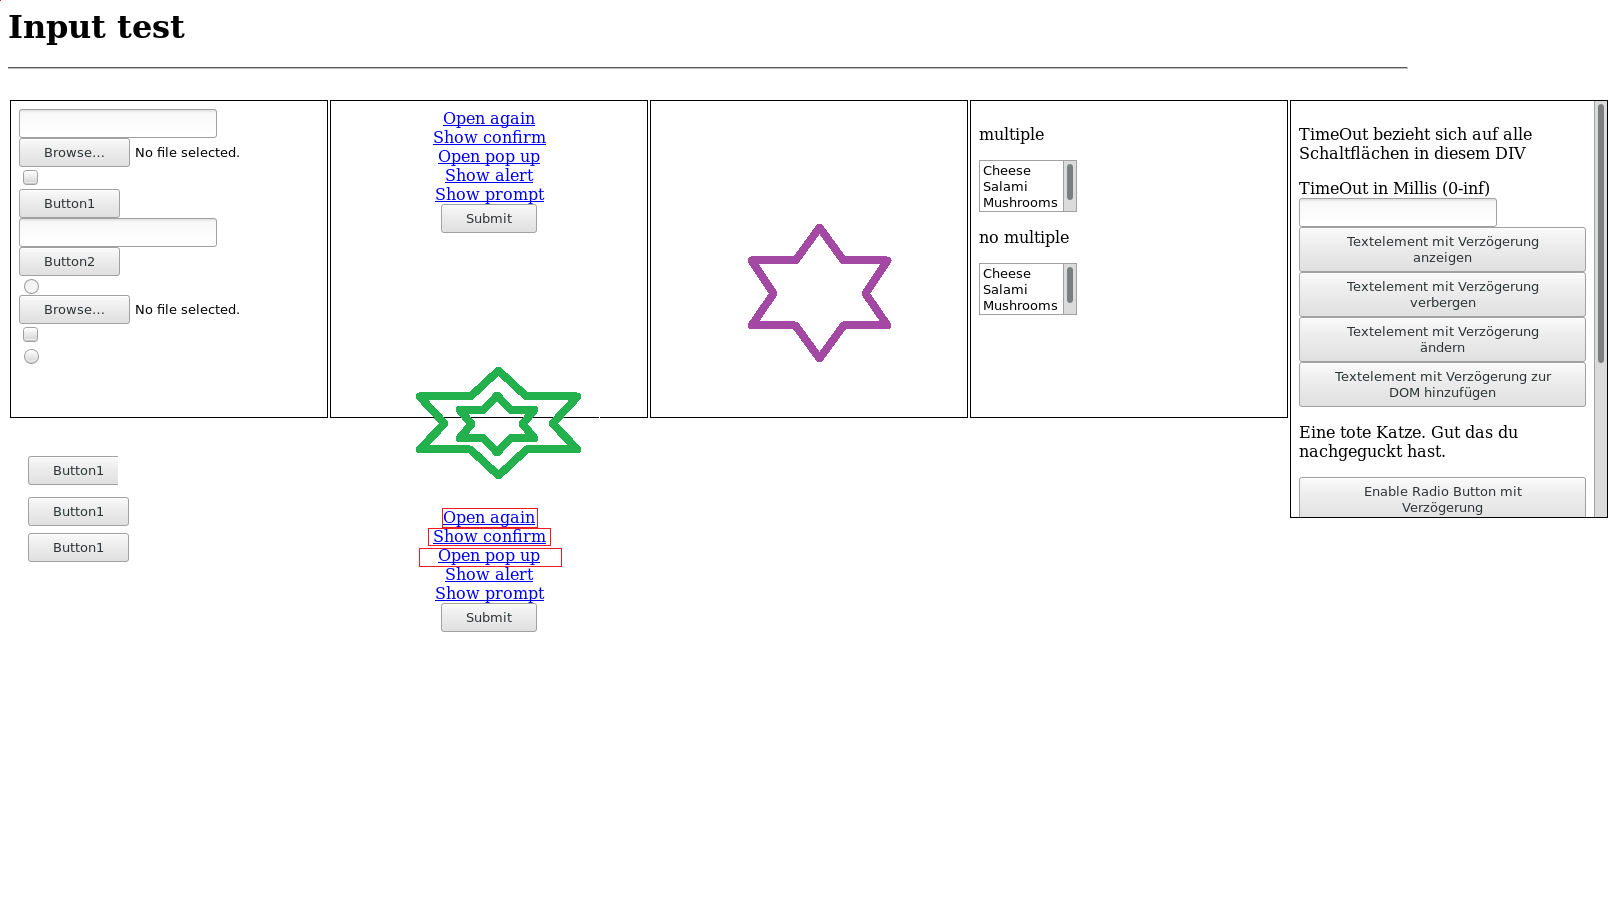 Input test
Browse... No file selected.
Button1
Button2
Browse... No file selected.
Open again
Show confirm
Open pop up
Show alert
Show prompt
Submit
multiple
Cheese
Salami
Mushrooms
no multiple
Cheese
Salami
Mushrooms
TimeOut bezieht sich auf alle
Schaltflächen in diesem DIV
TimeOut in Millis (0-inf)
Textelement mit Verzögerung
anzeigen
Textelement mit Verzögerung
verbergen
Textelement mit Verzögerung
ändern
Textelement mit Verzögerung zur
DOM hinzufügen
Eine tote Katze. Gut das du
nachgeguckt hast.
Enable Radio Button mit
Verzögerung
Button1
Button1
Button1
Open again
Show confirm
Open pop up
Show alert
Show prompt
Submit